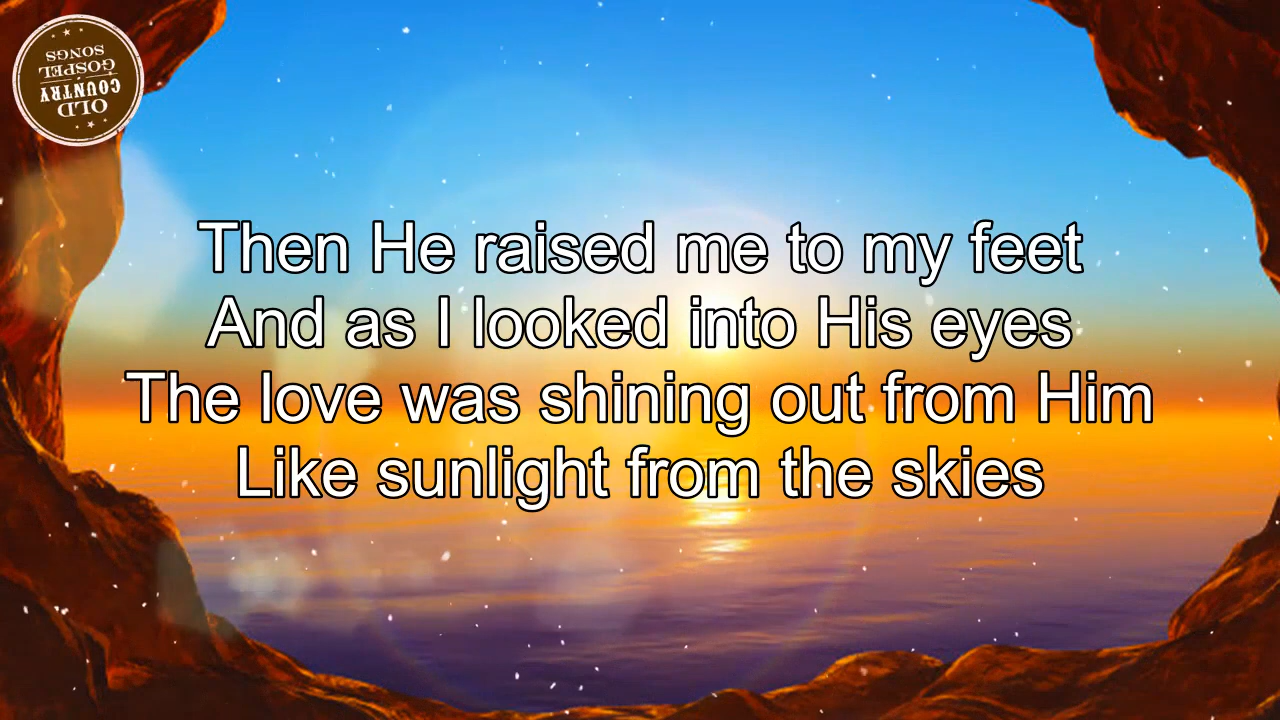 OLD
COUNTRY
GOSPEL
SONGS
Then He raised me to my feet
And as I looked into His eyes
The love was shining out from Him
Like sunlight from the skies